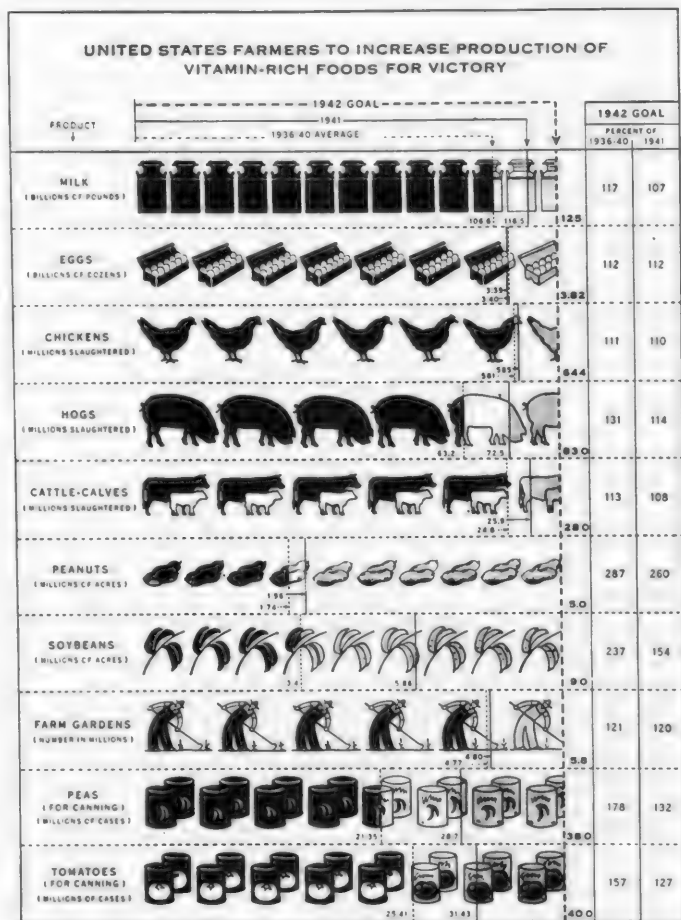 UNITED STATES FARMERS TO INCREASE PRODUCTION OF
VITAMIN-RICH FOODS FOR VICTORY
PRODUCT
1942 GOAL
1941
1936-40 AVERAGE
1942 GOAL
PERCENT OF
1936-40 1941
MILK
(BILLIONS OF POUNDS)
106.6 116.5
125
117 107
EGGS
(BILLIONS OF DOZENS)
3.39
3.40
3.82
112 112
CHICKENS
(MILLIONS SLAUGHTERED)
585
581
644
111 110
HOGS
(MILLIONS SLAUGHTERED)
63.2 72.5
83.0
131 114
CATTLE-CALVES
(MILLIONS SLAUGHTERED)
25.9
24.8
28.0
113 108
PEANUTS
(MILLIONS OF ACRES)
1.96
1.74
5.0
287 260
SOYBEANS
(MILLIONS OF ACRES)
3.4 5.86
9.0
237 154
FARM GARDENS
(NUMBER IN MILLIONS)
4.80
4.77
5.8
121 120
PEAS
(FOR CANNING)
(MILLIONS OF CASES)
21.35 28.7
38.0
178 132
TOMATOES
(FOR CANNING)
(MILLIONS OF CASES)
25.41 31.43
40.0
157 127